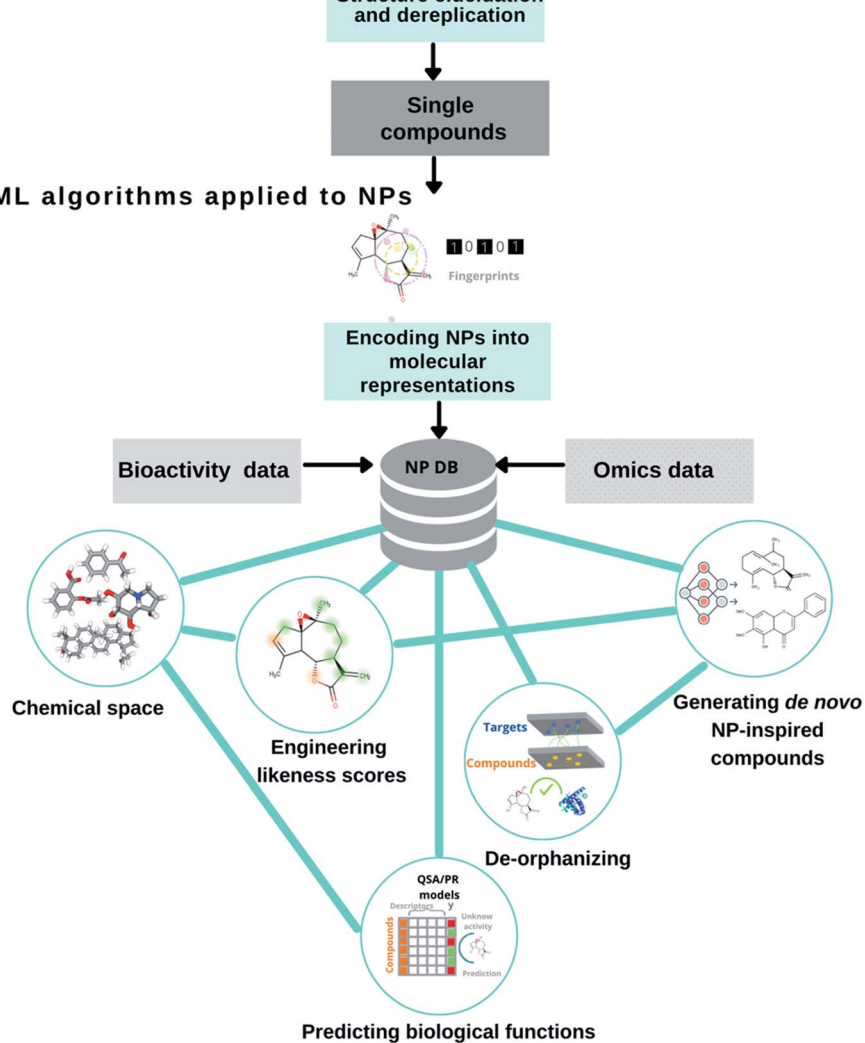 Structure elucidation
and dereplication
Single
compounds
ML algorithms applied to NPs
1 0 1 0 1
Fingerprints
Encoding NPs into
molecular
representations
Bioactivity data
NP DB
Omics data
Chemical space
Engineering
likeness scores
Targets
Compounds
De-orphanizing
Generating de novo
NP-inspired
compounds
QSA/PR
models
Descriptors y
Compounds
Unknow
activity
Prediction
Predicting biological functions